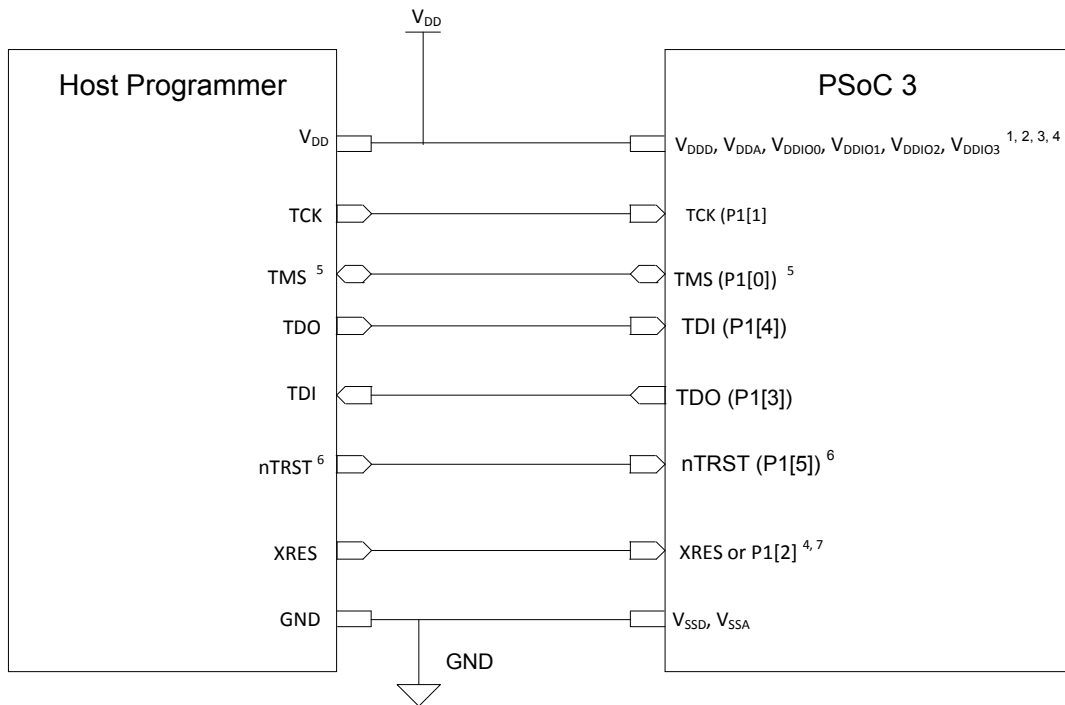 V_DD
Host Programmer
PSoC 3
V_DD
V_DDD, V_DDA, V_DDIO0, V_DDIO1, V_DDIO2, V_DDIO3 1, 2, 3, 4
TCK
TCK (P1[1]
TMS 5
TMS (P1[0]) 5
TDO
TDI (P1[4])
TDI
TDO (P1[3])
nTRST 6
nTRST (P1[5]) 6
XRES
XRES or P1[2] 4, 7
GND
V_SSD, V_SSA
GND